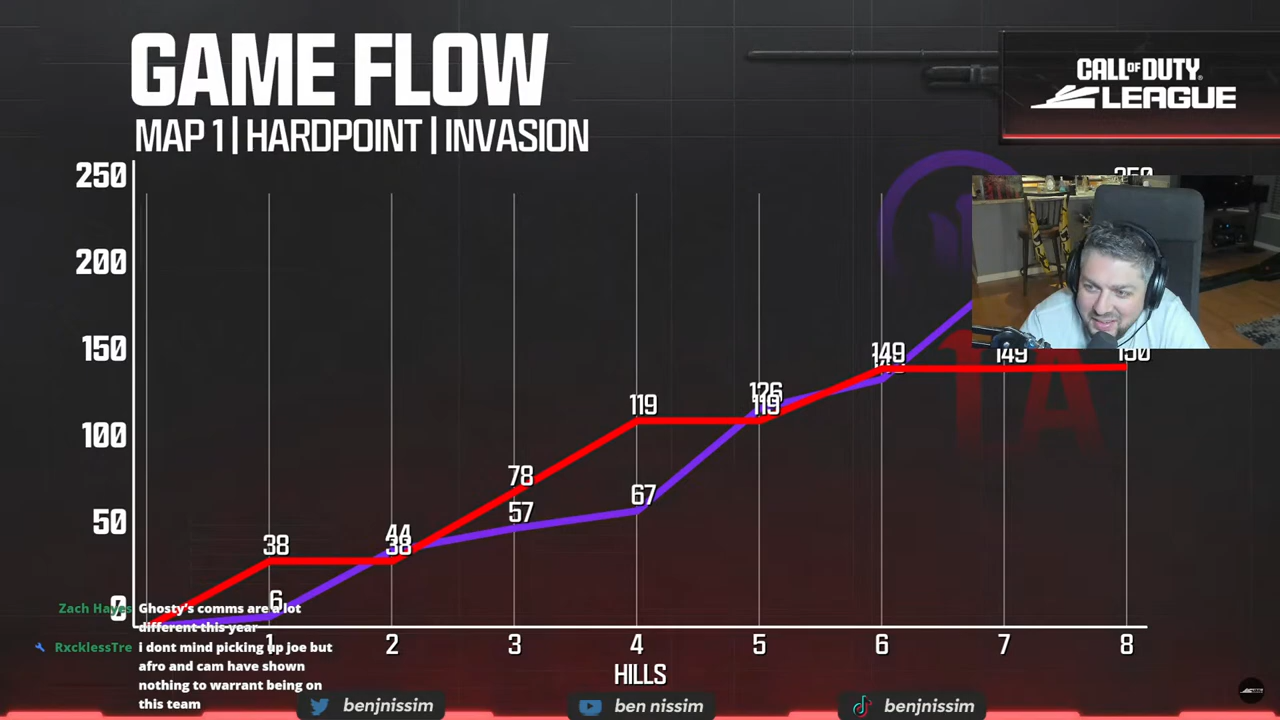 GAME FLOW
MAP 1 | HARDPOINT | INVASION
CALL OF DUTY
LEAGUE
250
200
150
100
50
0
38
6
44
38
78
57
119
67
126
119
149
149
150
1
2
3
4
5
6
7
8
HILLS
Zach Hayes Ghosty's comms are a lot
different this year
RxcklessTre i dont mind picking up joe but
afro and cam have shown
nothing to warrant being on
this team
benjnissim
ben nissim
benjnissim